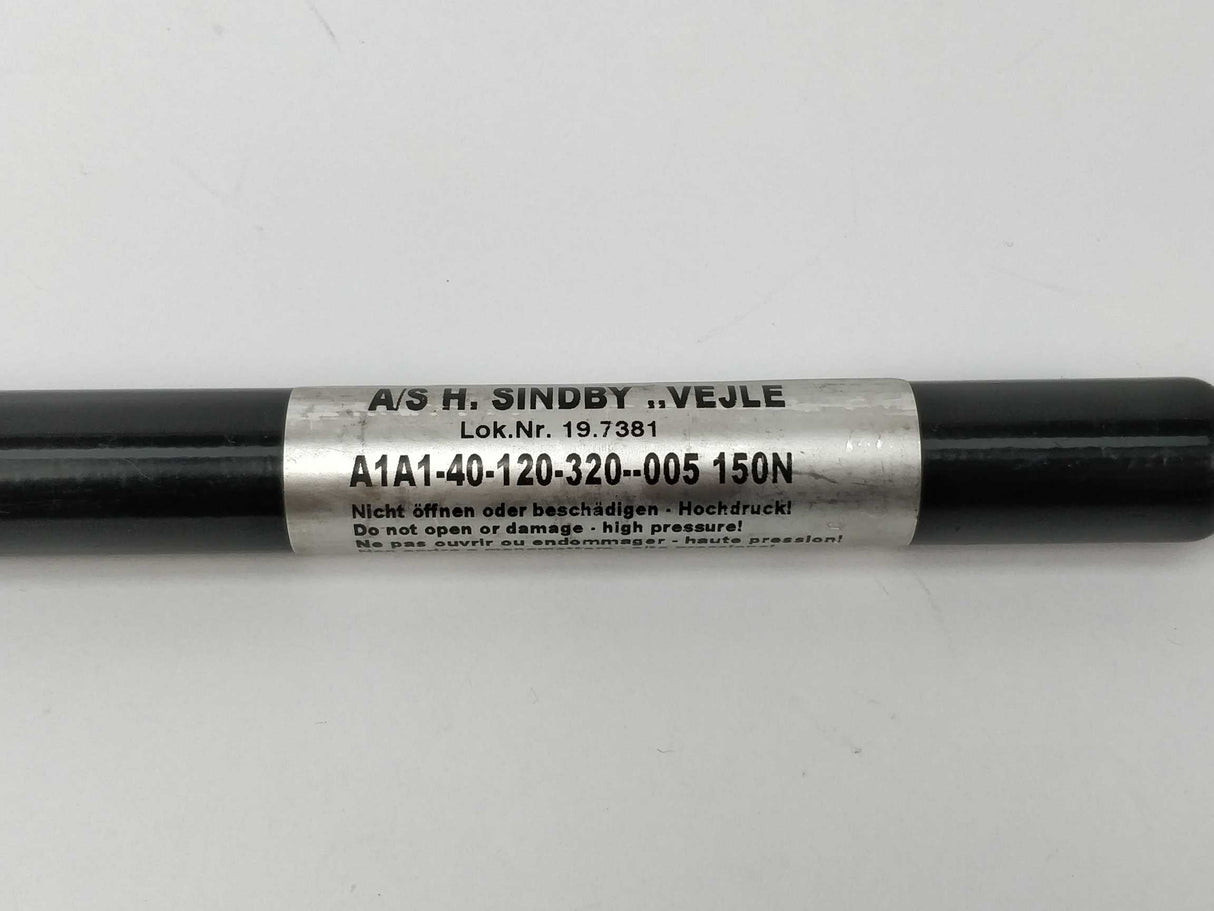 A/S H. SINDBY ,,VEJLE
Lok.Nr. 19.7381
A1A1-40-120-320--005 150N
Nicht öffnen oder beschädigen - Hochdruck!
Do not open or damage - high pressure!
Ne pas ouvrir ou endommager - haute pression!